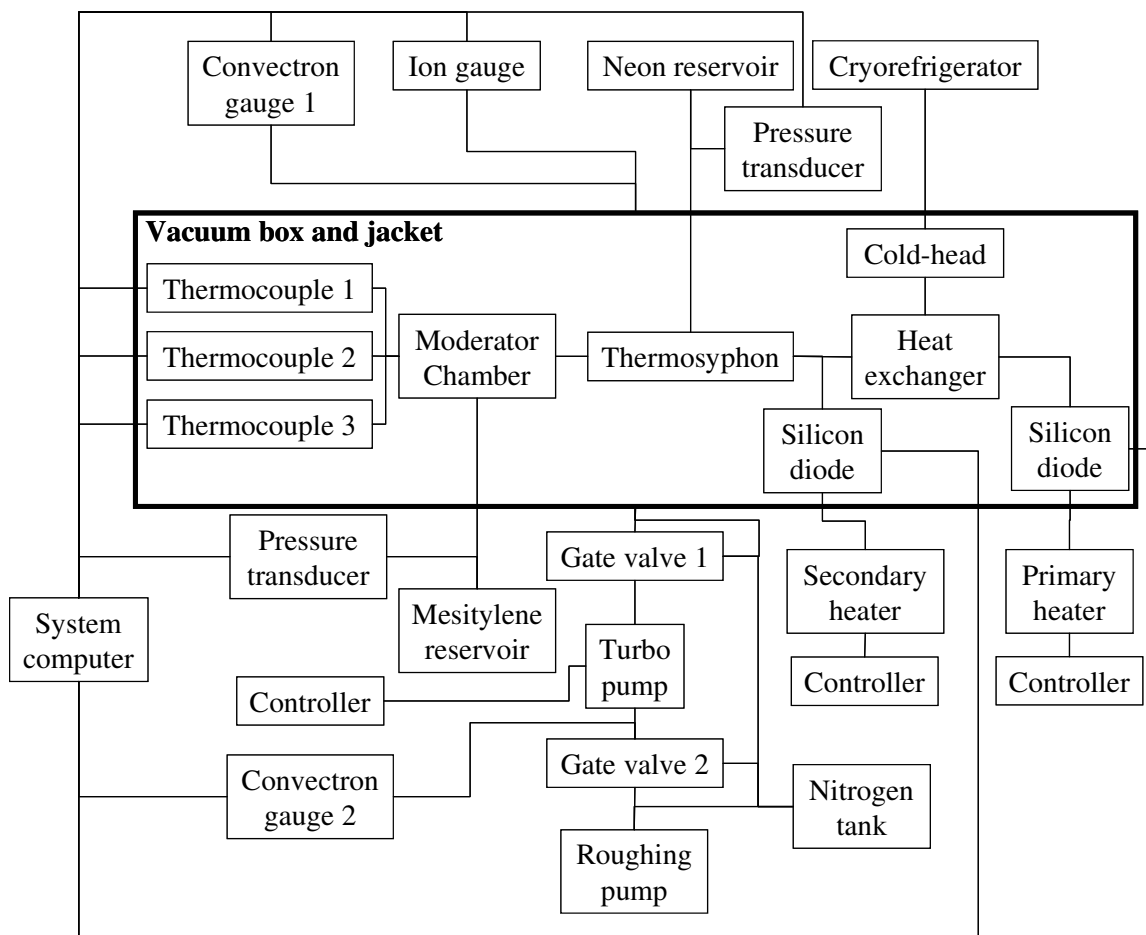 Convectron
gauge 1
Ion gauge
Neon reservoir
Cryorefrigerator
Pressure
transducer
Vacuum box and jacket
Cold-head
Thermocouple 1
Thermocouple 2
Thermocouple 3
Moderator
Chamber
Thermosyphon
Heat
exchanger
Silicon
diode
Silicon
diode
Pressure
transducer
Gate valve 1
Secondary
heater
Primary
heater
System
computer
Mesitylene
reservoir
Turbo
pump
Controller
Controller
Controller
Convectron
gauge 2
Gate valve 2
Nitrogen
tank
Roughing
pump